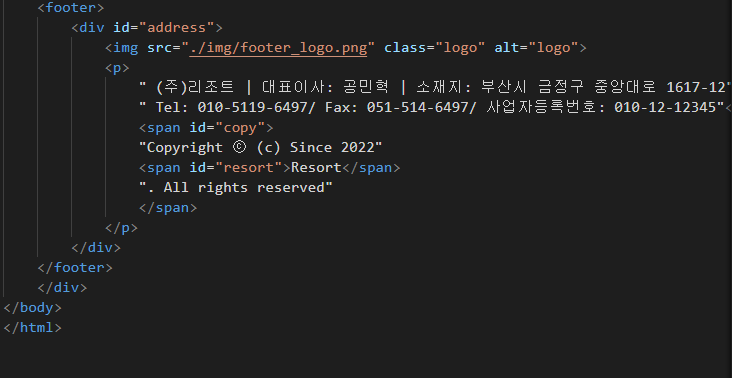 <footer>
<div id="address">
<img src="./img/footer_logo.png" class="logo" alt="logo">
<p>
" (주)리조트 | 대표이사: 공민혁 | 소재지: 부산시 금정구 중앙대로 1617-12"
" Tel: 010-5119-6497/ Fax: 051-514-6497/ 사업자등록번호: 010-12-12345"<
<span id="copy">
"Copyright ⓒ (c) Since 2022"
<span id="resort">Resort</span>
". All rights reserved"
</span>
</p>
</div>
</footer>
</div>
</body>
</html>